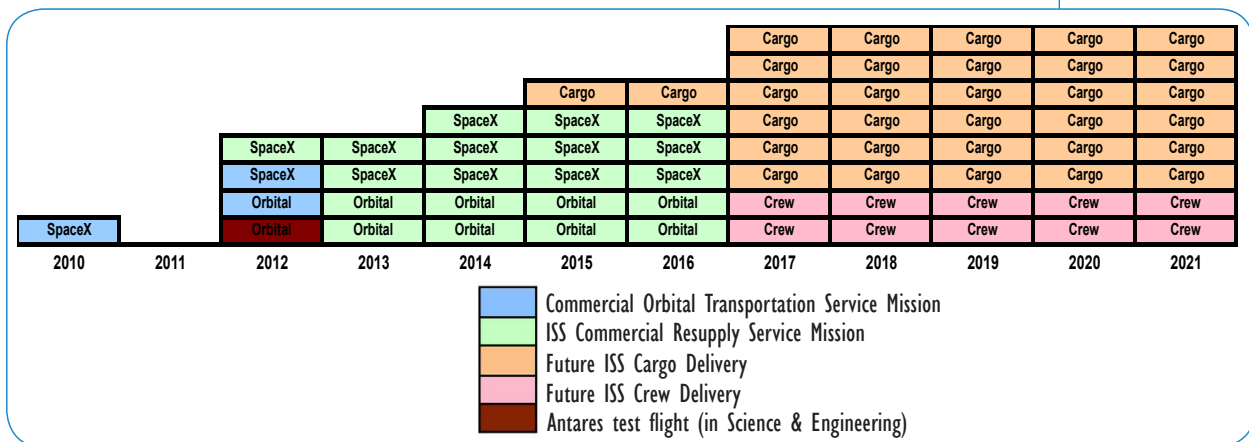 Cargo Cargo Cargo Cargo Cargo
Cargo Cargo Cargo Cargo Cargo
Cargo Cargo Cargo Cargo Cargo Cargo Cargo
SpaceX SpaceX SpaceX Cargo Cargo Cargo Cargo Cargo
SpaceX SpaceX SpaceX SpaceX SpaceX Cargo Cargo Cargo Cargo Cargo
SpaceX SpaceX SpaceX SpaceX SpaceX Cargo Cargo Cargo Cargo Cargo
Orbital Orbital Orbital Orbital Orbital Crew Crew Crew Crew Crew
SpaceX Orbital Orbital Orbital Orbital Orbital Crew Crew Crew Crew Crew
2010 2011 2012 2013 2014 2015 2016 2017 2018 2019 2020 2021
Commercial Orbital Transportation Service Mission
ISS Commercial Resupply Service Mission
Future ISS Cargo Delivery
Future ISS Crew Delivery
Antares test flight (in Science & Engineering)